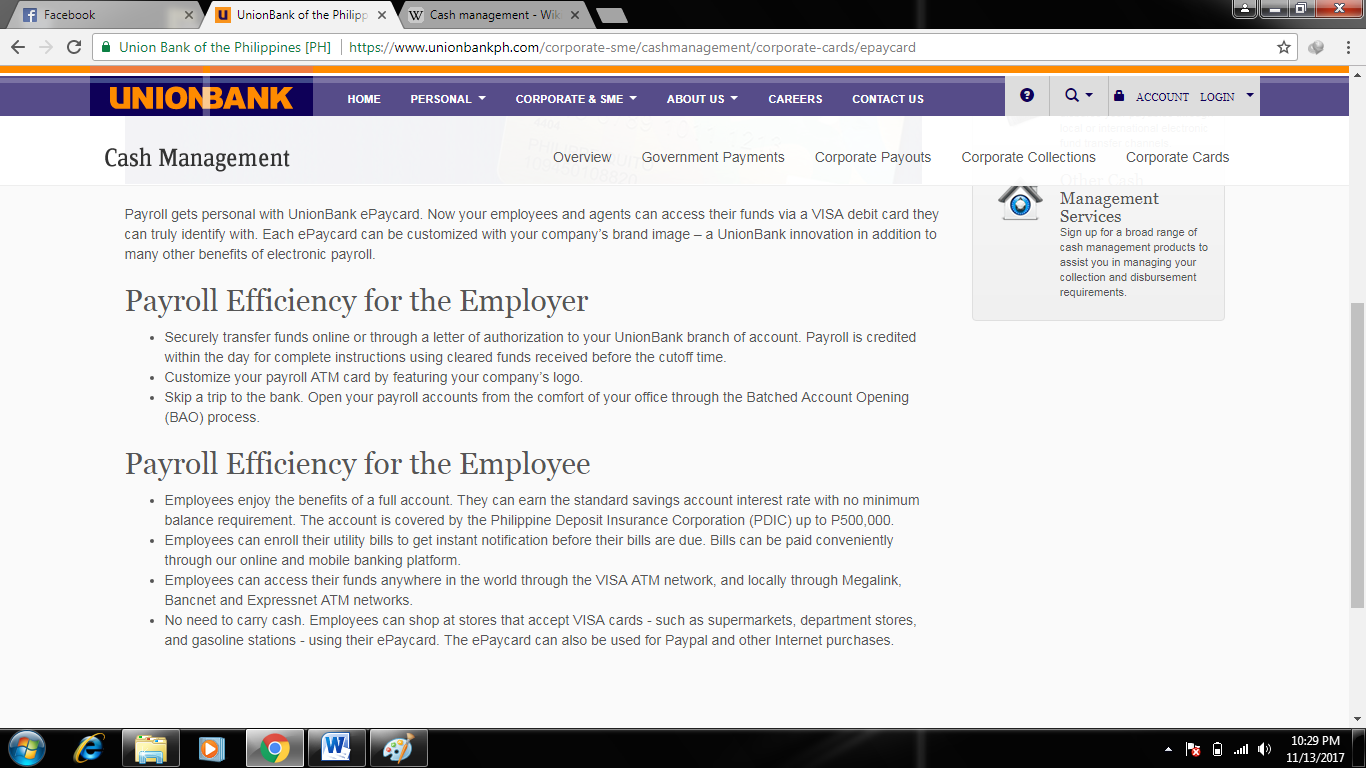 Facebook
UnionBank of the Philipp
Cash management - Wik
Union Bank of the Philippines [PH]
https://www.unionbankph.com/corporate-sme/cashmanagement/corporate-cards/epaycard
UNIONBANK
HOME PERSONAL CORPORATE & SME ABOUT US CAREERS CONTACT US
ACCOUNT LOGIN
Cash Management
Overview Government Payments Corporate Payouts Corporate Collections Corporate Cards
Other Cash
Management
Services
Sign up for a broad range of
cash management products to
assist you in managing your
collection and disbursement
requirements.
Payroll gets personal with UnionBank ePaycard. Now your employees and agents can access their funds via a VISA debit card they
can truly identify with. Each ePaycard can be customized with your company’s brand image – a UnionBank innovation in addition to
many other benefits of electronic payroll.
Payroll Efficiency for the Employer
• Securely transfer funds online or through a letter of authorization to your UnionBank branch of account. Payroll is credited
within the day for complete instructions using cleared funds received before the cutoff time.
• Customize your payroll ATM card by featuring your company’s logo.
• Skip a trip to the bank. Open your payroll accounts from the comfort of your office through the Batched Account Opening
(BAO) process.
Payroll Efficiency for the Employee
• Employees enjoy the benefits of a full account. They can earn the standard savings account interest rate with no minimum
balance requirement. The account is covered by the Philippine Deposit Insurance Corporation (PDIC) up to P500,000.
• Employees can enroll their utility bills to get instant notification before their bills are due. Bills can be paid conveniently
through our online and mobile banking platform.
• Employees can access their funds anywhere in the world through the VISA ATM network, and locally through Megalink,
Bancnet and Expressnet ATM networks.
• No need to carry cash. Employees can shop at stores that accept VISA cards - such as supermarkets, department stores,
and gasoline stations - using their ePaycard. The ePaycard can also be used for Paypal and other Internet purchases.
10:29 PM
11/13/2017